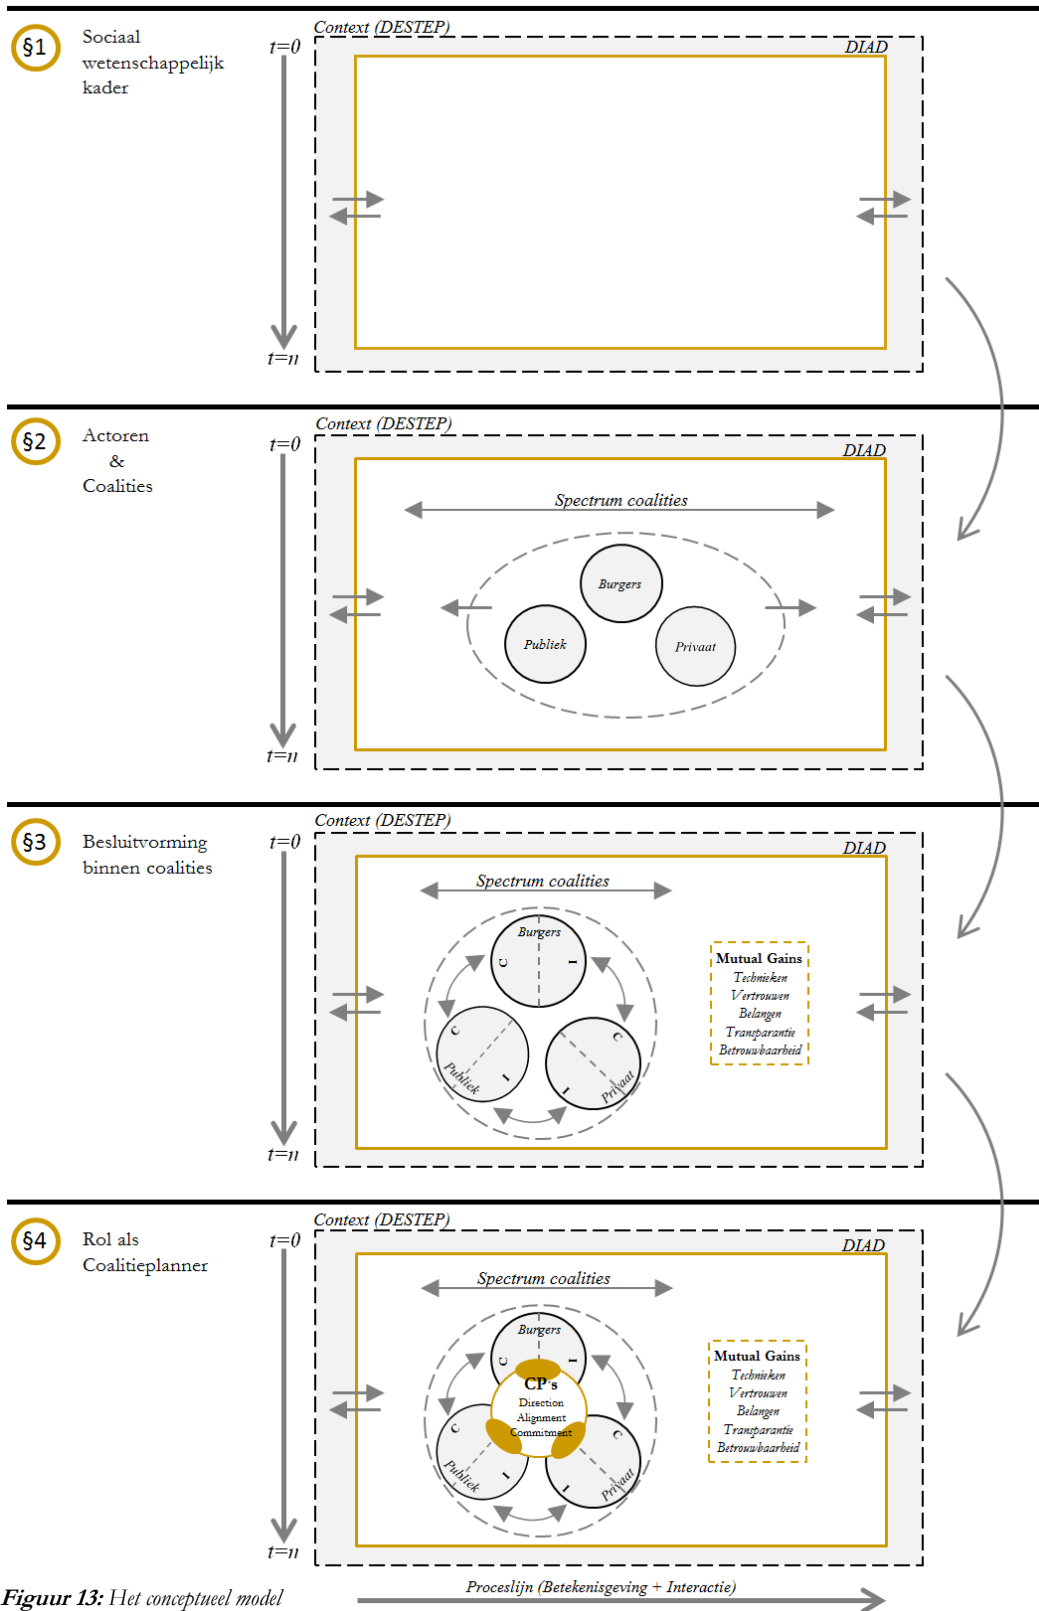 §1
Sociaal
wetenschappelijk
kader
Context (DESTEP)
t=0
DIAD
t=n
§2
Actoren
&
Coalities
Context (DESTEP)
t=0
DIAD
Spectrum coalities
Burgers
Publiek
Privaat
t=n
§3
Besluitvorming
binnen coalities
Context (DESTEP)
t=0
DIAD
Spectrum coalities
Burgers
C
I
C
Publiek
I
C
Privaat
I
Mutual Gains
Technieken
Vertrouwen
Belangen
Transparantie
Betrouwbaarheid
t=n
§4
Rol als
Coalitieplanner
Context (DESTEP)
t=0
DIAD
Spectrum coalities
Burgers
C
I
CP's
Direction
Alignment
Commitment
C
Publiek
I
C
Privaat
I
Mutual Gains
Technieken
Vertrouwen
Belangen
Transparantie
Betrouwbaarheid
t=n
Proceslijn (Betekenisgeving + Interactie)
Figuur 13: Het conceptueel model